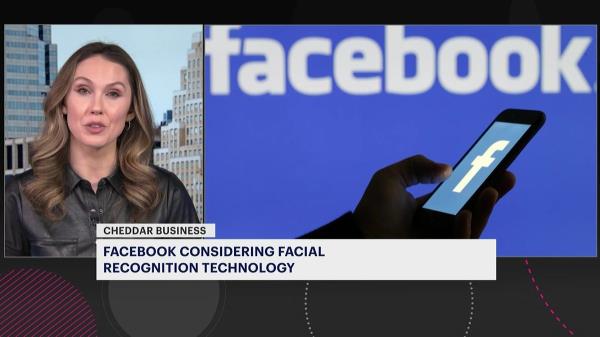 facebook.
f
CHEDDAR BUSINESS
FACEBOOK CONSIDERING FACIAL
RECOGNITION TECHNOLOGY